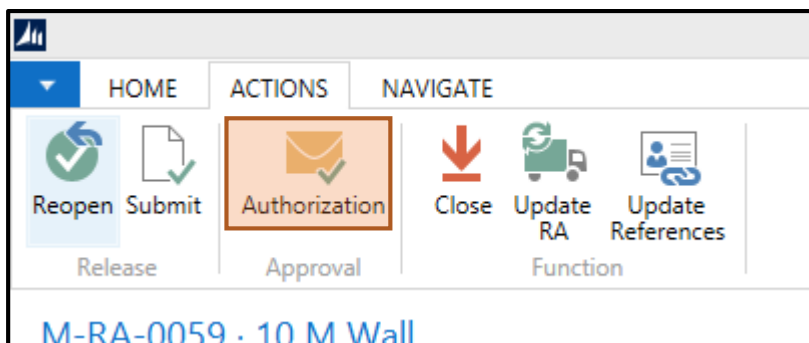 HOME ACTIONS NAVIGATE
Reopen Submit Authorization Close Update RA Update References
Release Approval Function
M-RA-0059 · 10 M Wall